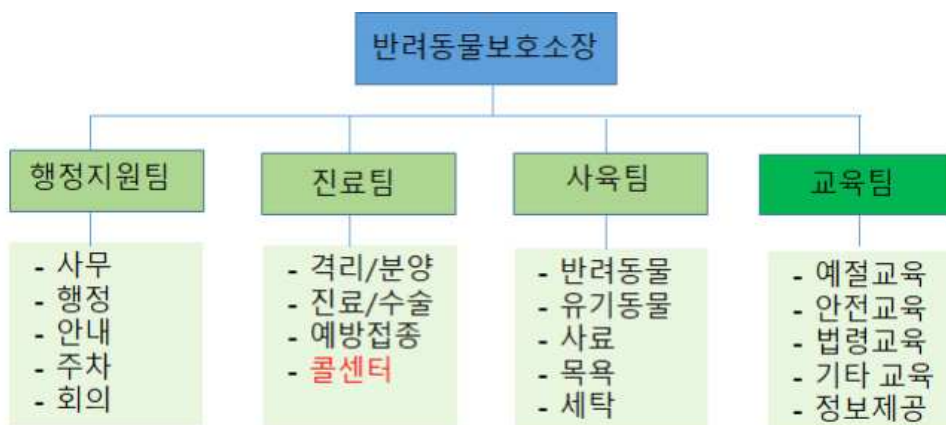 반려동물보호소장
행정지원팀
진료팀
사육팀
교육팀
- 사무
- 행정
- 안내
- 주차
- 회의
- 격리/분양
- 진료/수술
- 예방접종
- 콜센터
- 반려동물
- 유기동물
- 사료
- 목욕
- 세탁
- 예절교육
- 안전교육
- 법령교육
- 기타 교육
- 정보제공